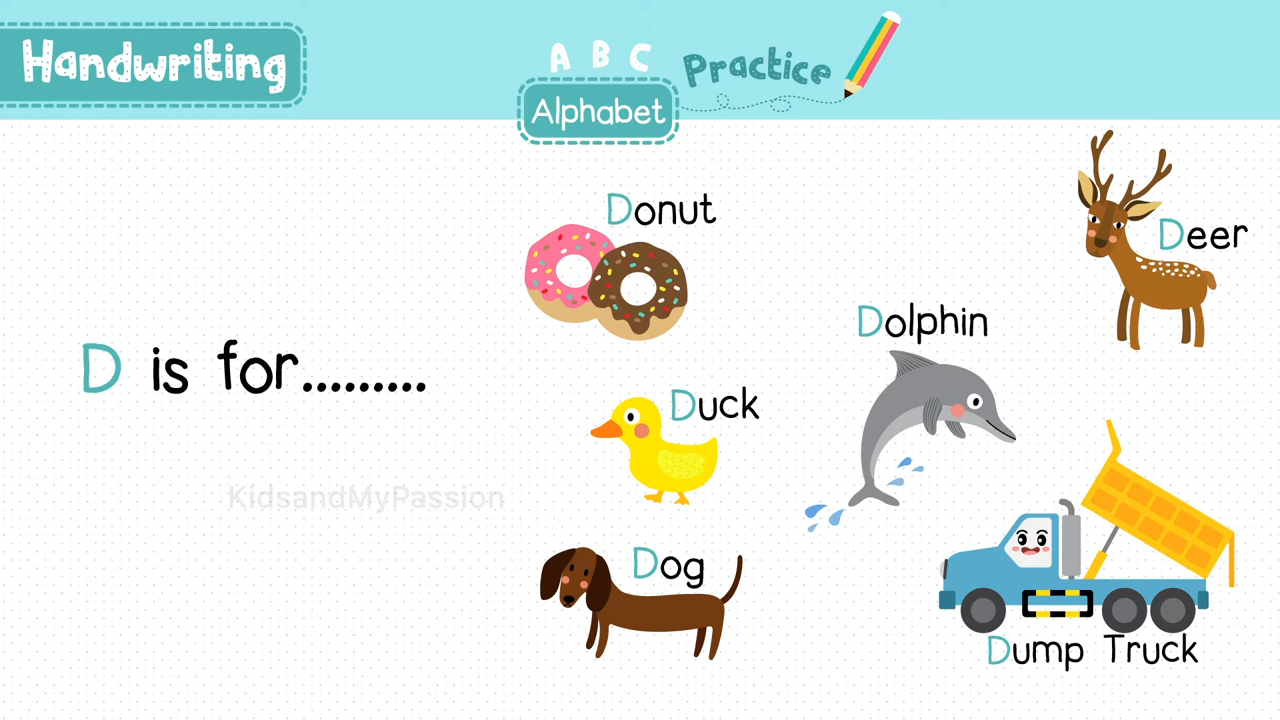 Handwriting
A B C
Alphabet
Practice
D is for.........
Donut
Deer
Dolphin
Duck
KidsandMyPassion
Dog
Dump Truck